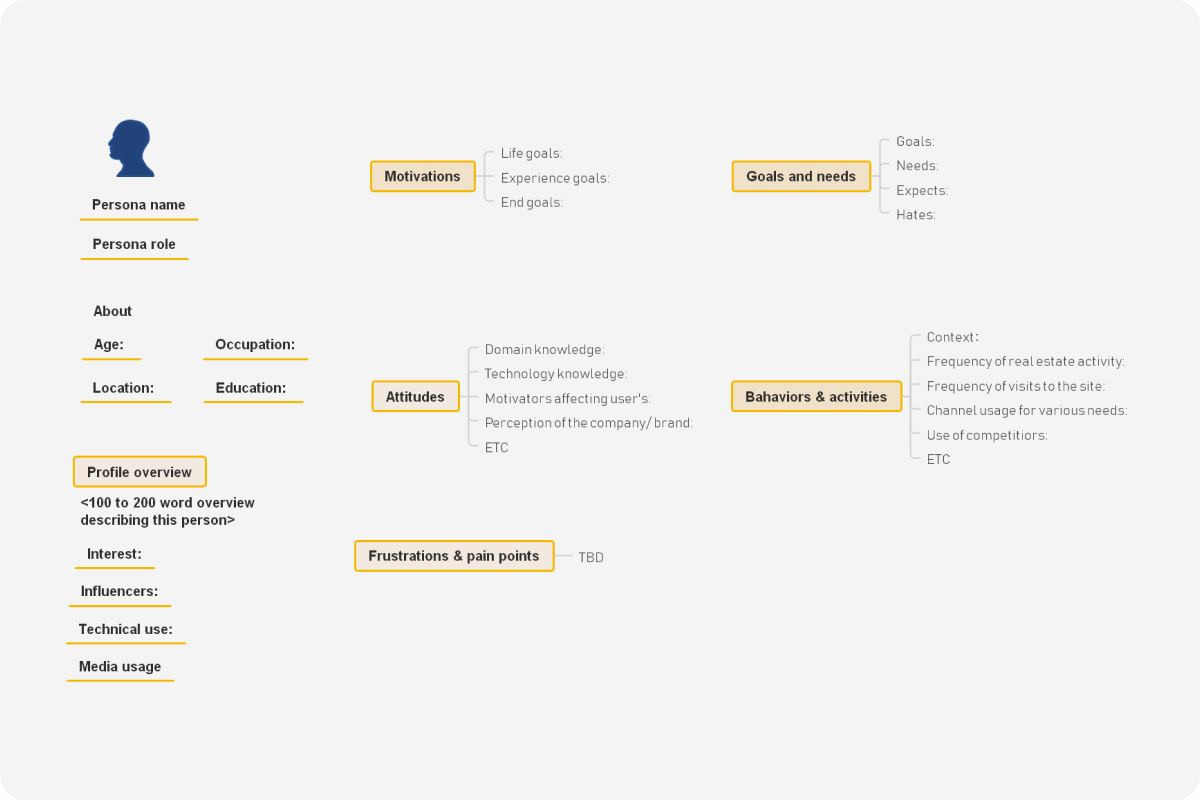 Persona name
Persona role
About
Age:
Occupation:
Location:
Education:
Profile overview
<100 to 200 word overview
describing this person>
Interest:
Influencers:
Technical use:
Media usage
Motivations
Life goals:
Experience goals:
End goals:
Goals and needs
Goals:
Needs:
Expects:
Hates:
Attitudes
Domain knowledge:
Technology knowledge:
Motivators affecting user's:
Perception of the company/ brand:
ETC
Bahaviors & activities
Context:
Frequency of real estate activity:
Frequency of visits to the site:
Channel usage for various needs:
Use of competitiors:
ETC
Frustrations & pain points
TBD